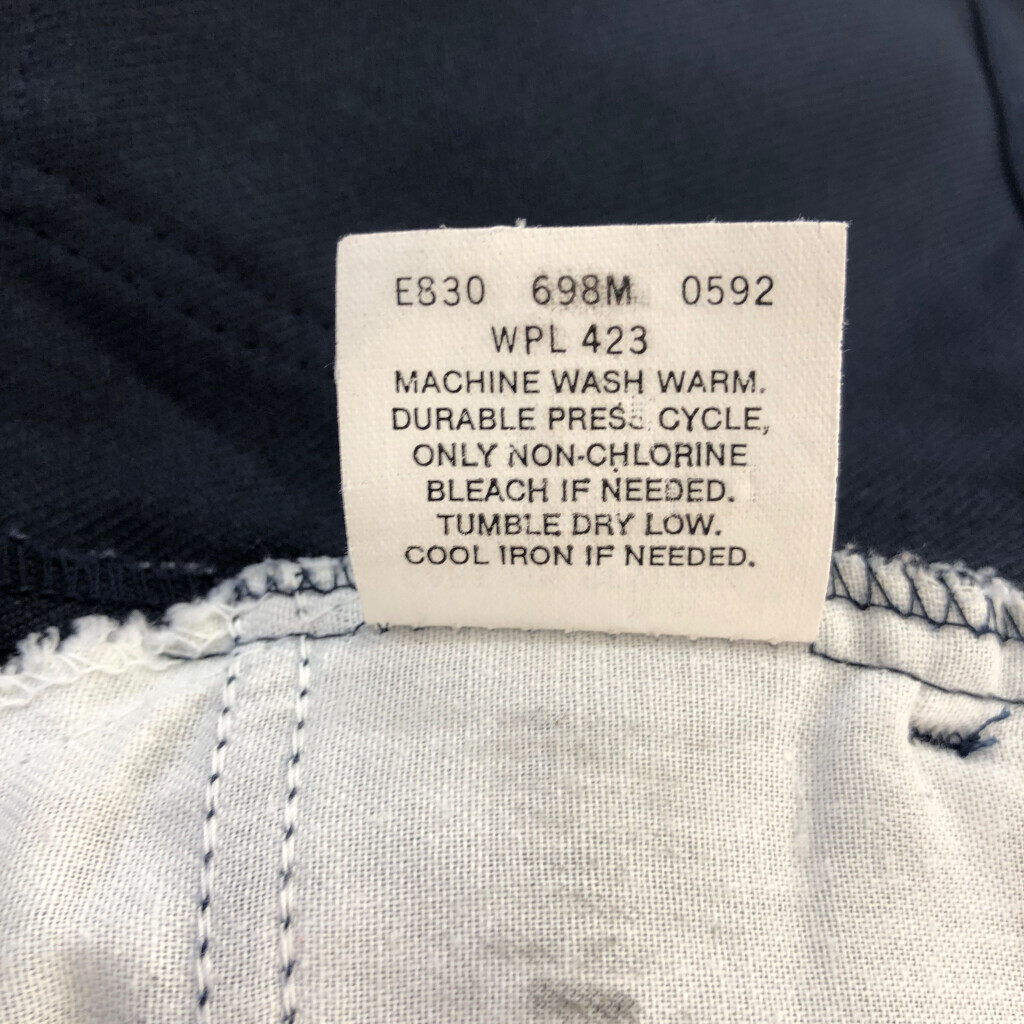 E830 698M 0592
WPL 423
MACHINE WASH WARM.
DURABLE PRESS CYCLE,
ONLY NON-CHLORINE
BLEACH IF NEEDED.
TUMBLE DRY LOW.
COOL IRON IF NEEDED.